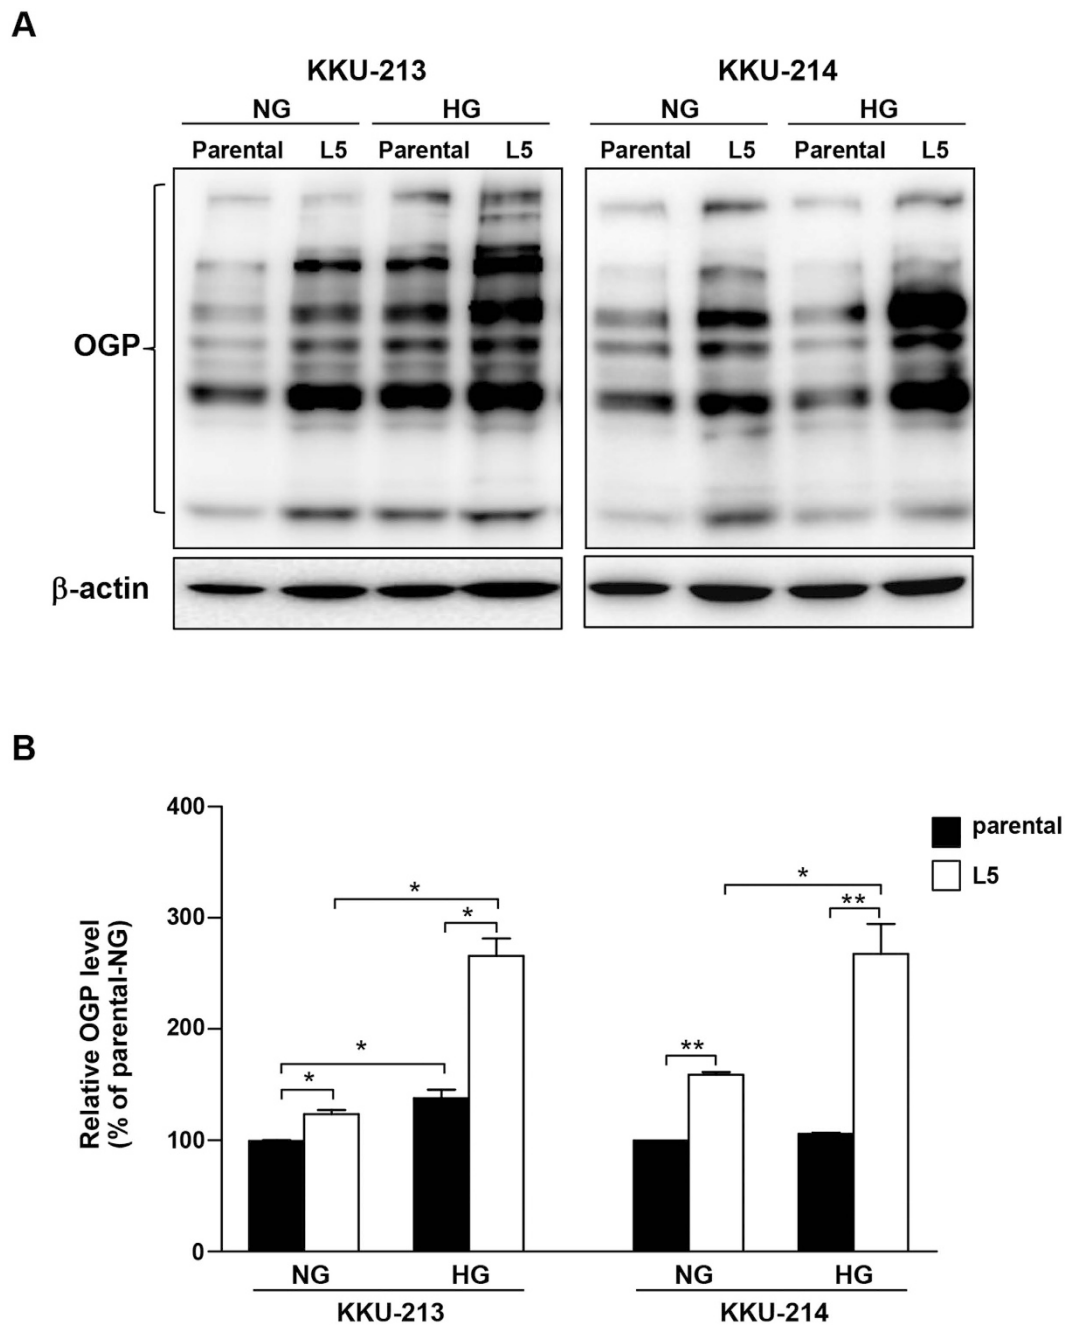 A
KKU-213 KKU-214
NG HG NG HG
Parental L5 Parental L5 Parental L5 Parental L5
OGP
β-actin
B
Relative OGP level
(% of parental-NG)
400
300
200
100
0
* * * * ** ** *
parental
L5
NG HG NG HG
KKU-213 KKU-214